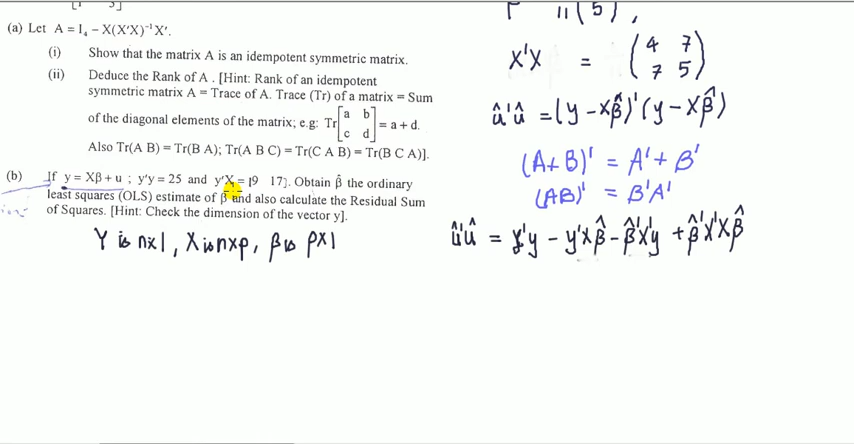 (a) Let A = I₄ – X(X′X)⁻¹X′.
(i) Show that the matrix A is an idempotent symmetric matrix.
(ii) Deduce the Rank of A . [Hint: Rank of an idempotent
symmetric matrix A = Trace of A. Trace (Tr) of a matrix = Sum
of the diagonal elements of the matrix; e.g: Tr[a b
c d] = a + d.
Also Tr(A B) = Tr(B A); Tr(A B C) = Tr(C A B) = Tr(B C A)].
(b) If y = Xβ + u ; y′y = 25 and y′X = [9 17]. Obtain β̂ the ordinary
least squares (OLS) estimate of β and also calculate the Residual Sum
of Squares. [Hint: Check the dimension of the vector y].
Y is nx1, X is nxp, β is px1
X'X = (4 7
7 5)
û'û = (y - Xβ̂)'(y - Xβ̂)
(A+B)' = A' + B'
(AB)' = B'A'
û'û = y'y - y'Xβ̂ - β̂'X'y + β̂'X'Xβ̂